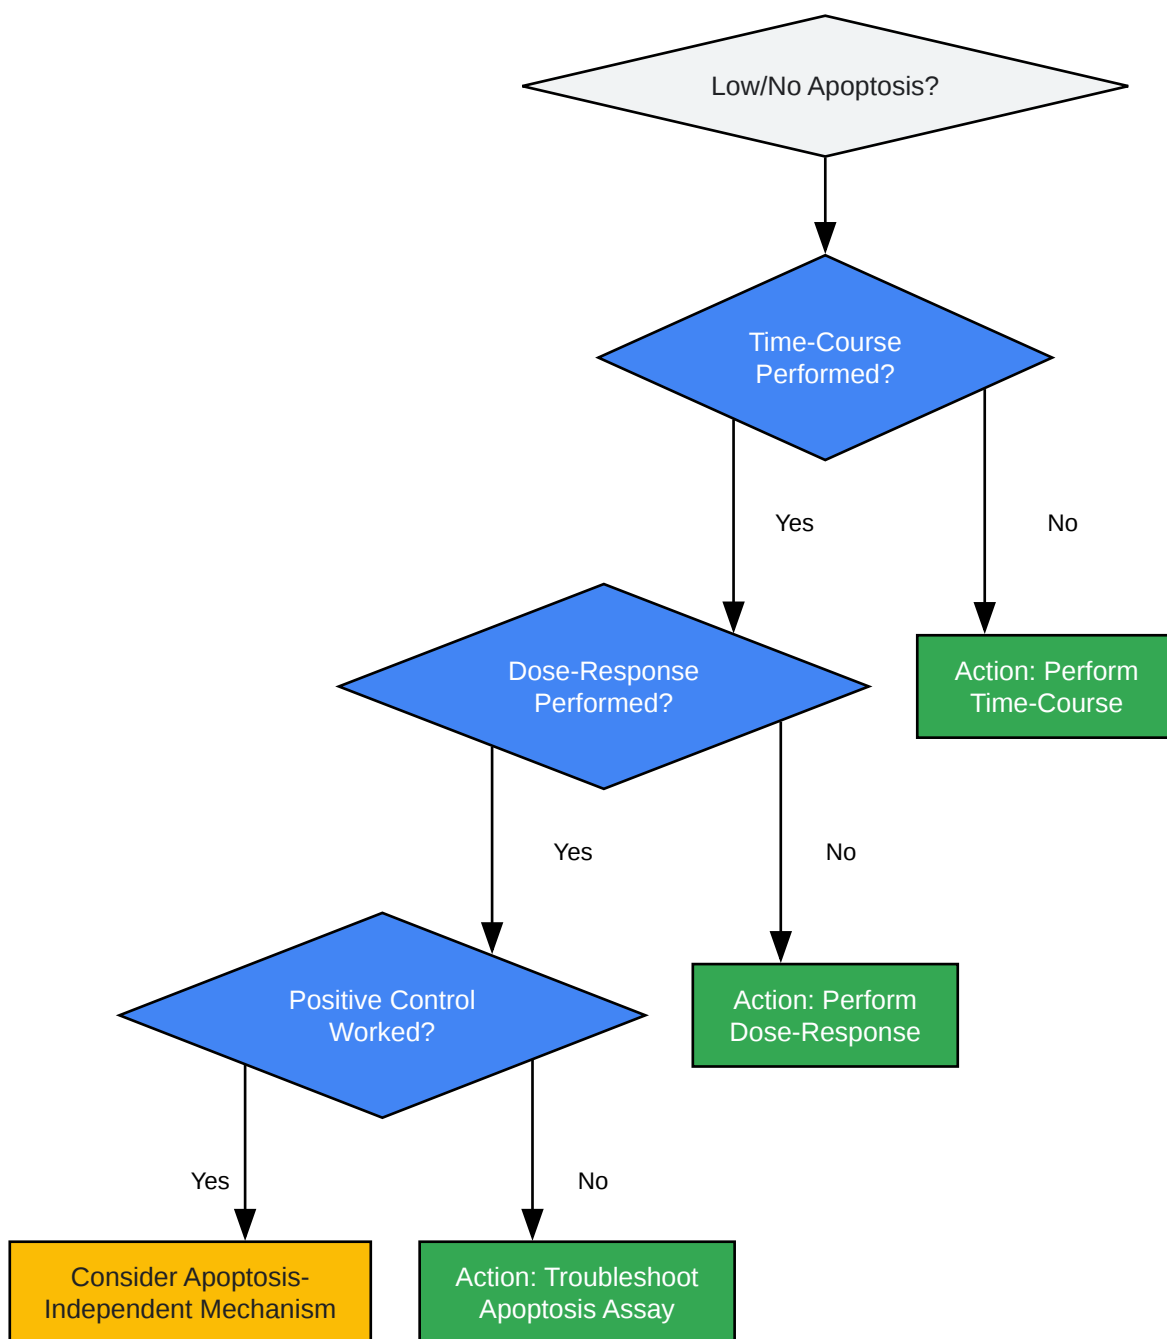 Low/No Apoptosis?
Time-Course
Performed?
Yes
No
Dose-Response
Performed?
Action: Perform
Time-Course
Yes
No
Positive Control
Worked?
Action: Perform
Dose-Response
Yes
No
Consider Apoptosis-
Independent Mechanism
Action: Troubleshoot
Apoptosis Assay